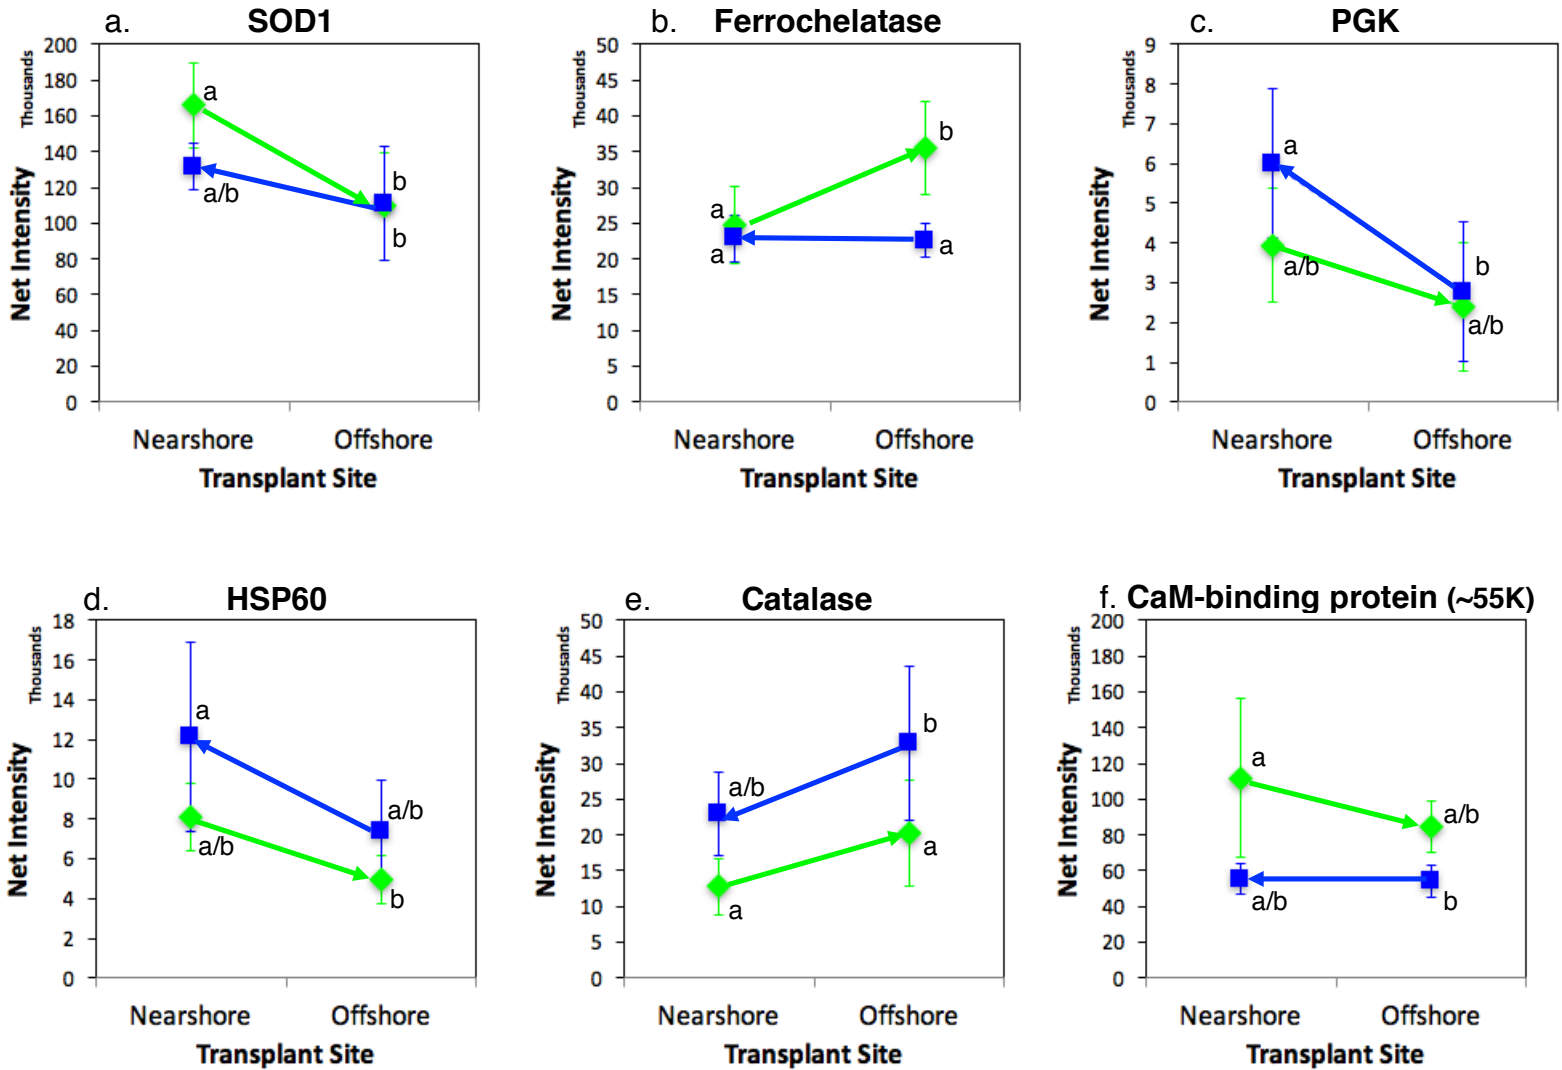 a. SOD1
Thousands
Net Intensity
200
180
160
140
120
100
80
60
40
20
0
a
a/b
b
b
Nearshore Offshore
Transplant Site
b. Ferrochelatase
Thousands
Net Intensity
50
45
40
35
30
25
20
15
10
5
0
a
a
b
a
Nearshore Offshore
Transplant Site
c. PGK
Thousands
Net Intensity
9
8
7
6
5
4
3
2
1
0
a
a/b
b
a/b
Nearshore Offshore
Transplant Site
d. HSP60
Thousands
Net Intensity
18
16
14
12
10
8
6
4
2
0
a
a/b
a/b
b
Nearshore Offshore
Transplant Site
e. Catalase
Thousands
Net Intensity
50
45
40
35
30
25
20
15
10
5
0
a/b
a
b
a
Nearshore Offshore
Transplant Site
f. CaM-binding protein (~55K)
Thousands
Net Intensity
200
180
160
140
120
100
80
60
40
20
0
a
a/b
a/b
b
Nearshore Offshore
Transplant Site